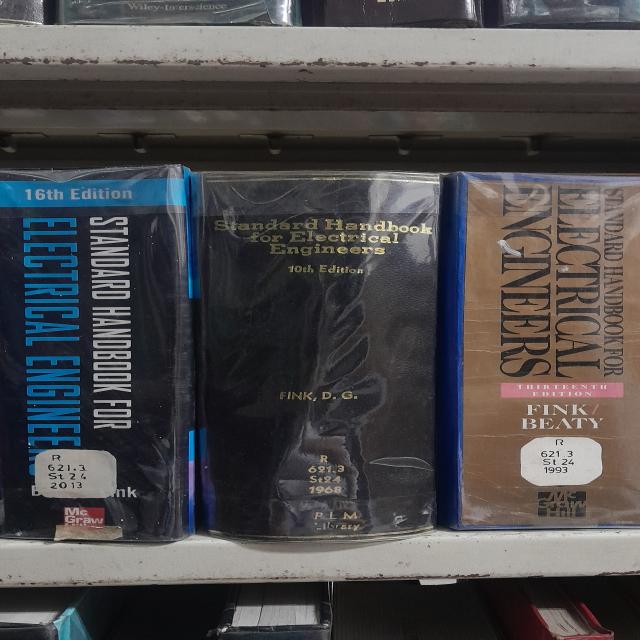 Wiley-Interscience
16th Edition
STANDARD HANDBOOK FOR
ELECTRICAL ENGINEERS
R
621.3
St 24
2013
Mc
Graw
Standard Handbook
for Electrical
Engineers
10th Edition
FINK, D. G.
R
621.3
St24
1968
P L M
Library
STANDARD HANDBOOK FOR
ELECTRICAL
ENGINEERS
THIRTEENTH
EDITION
FINK/
BEATY
R
621.3
St 24
1993